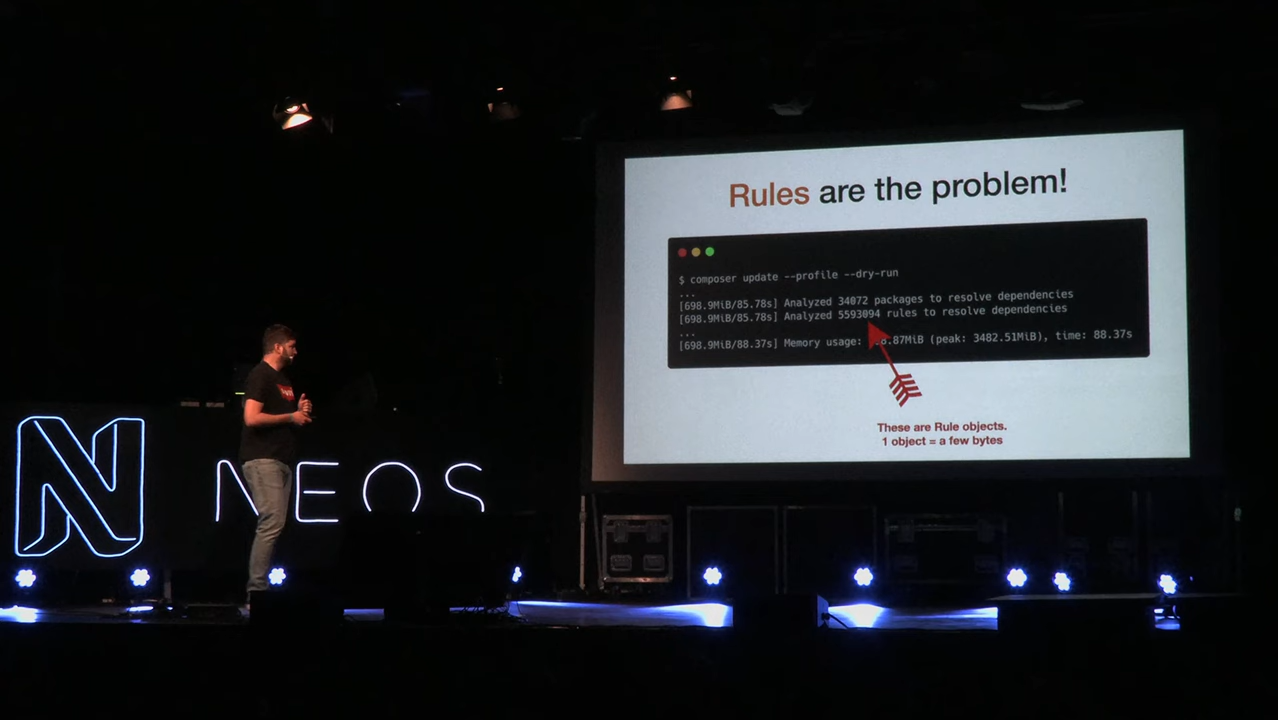 Rules are the problem!
$ composer update --profile --dry-run
...
[698.9MiB/85.78s] Analyzed 34072 packages to resolve dependencies
[698.9MiB/85.78s] Analyzed 5593094 rules to resolve dependencies
...
[698.9MiB/88.37s] Memory usage: .87MiB (peak: 3482.51MiB), time: 88.37s
These are Rule objects.
1 object = a few bytes
N NEOS